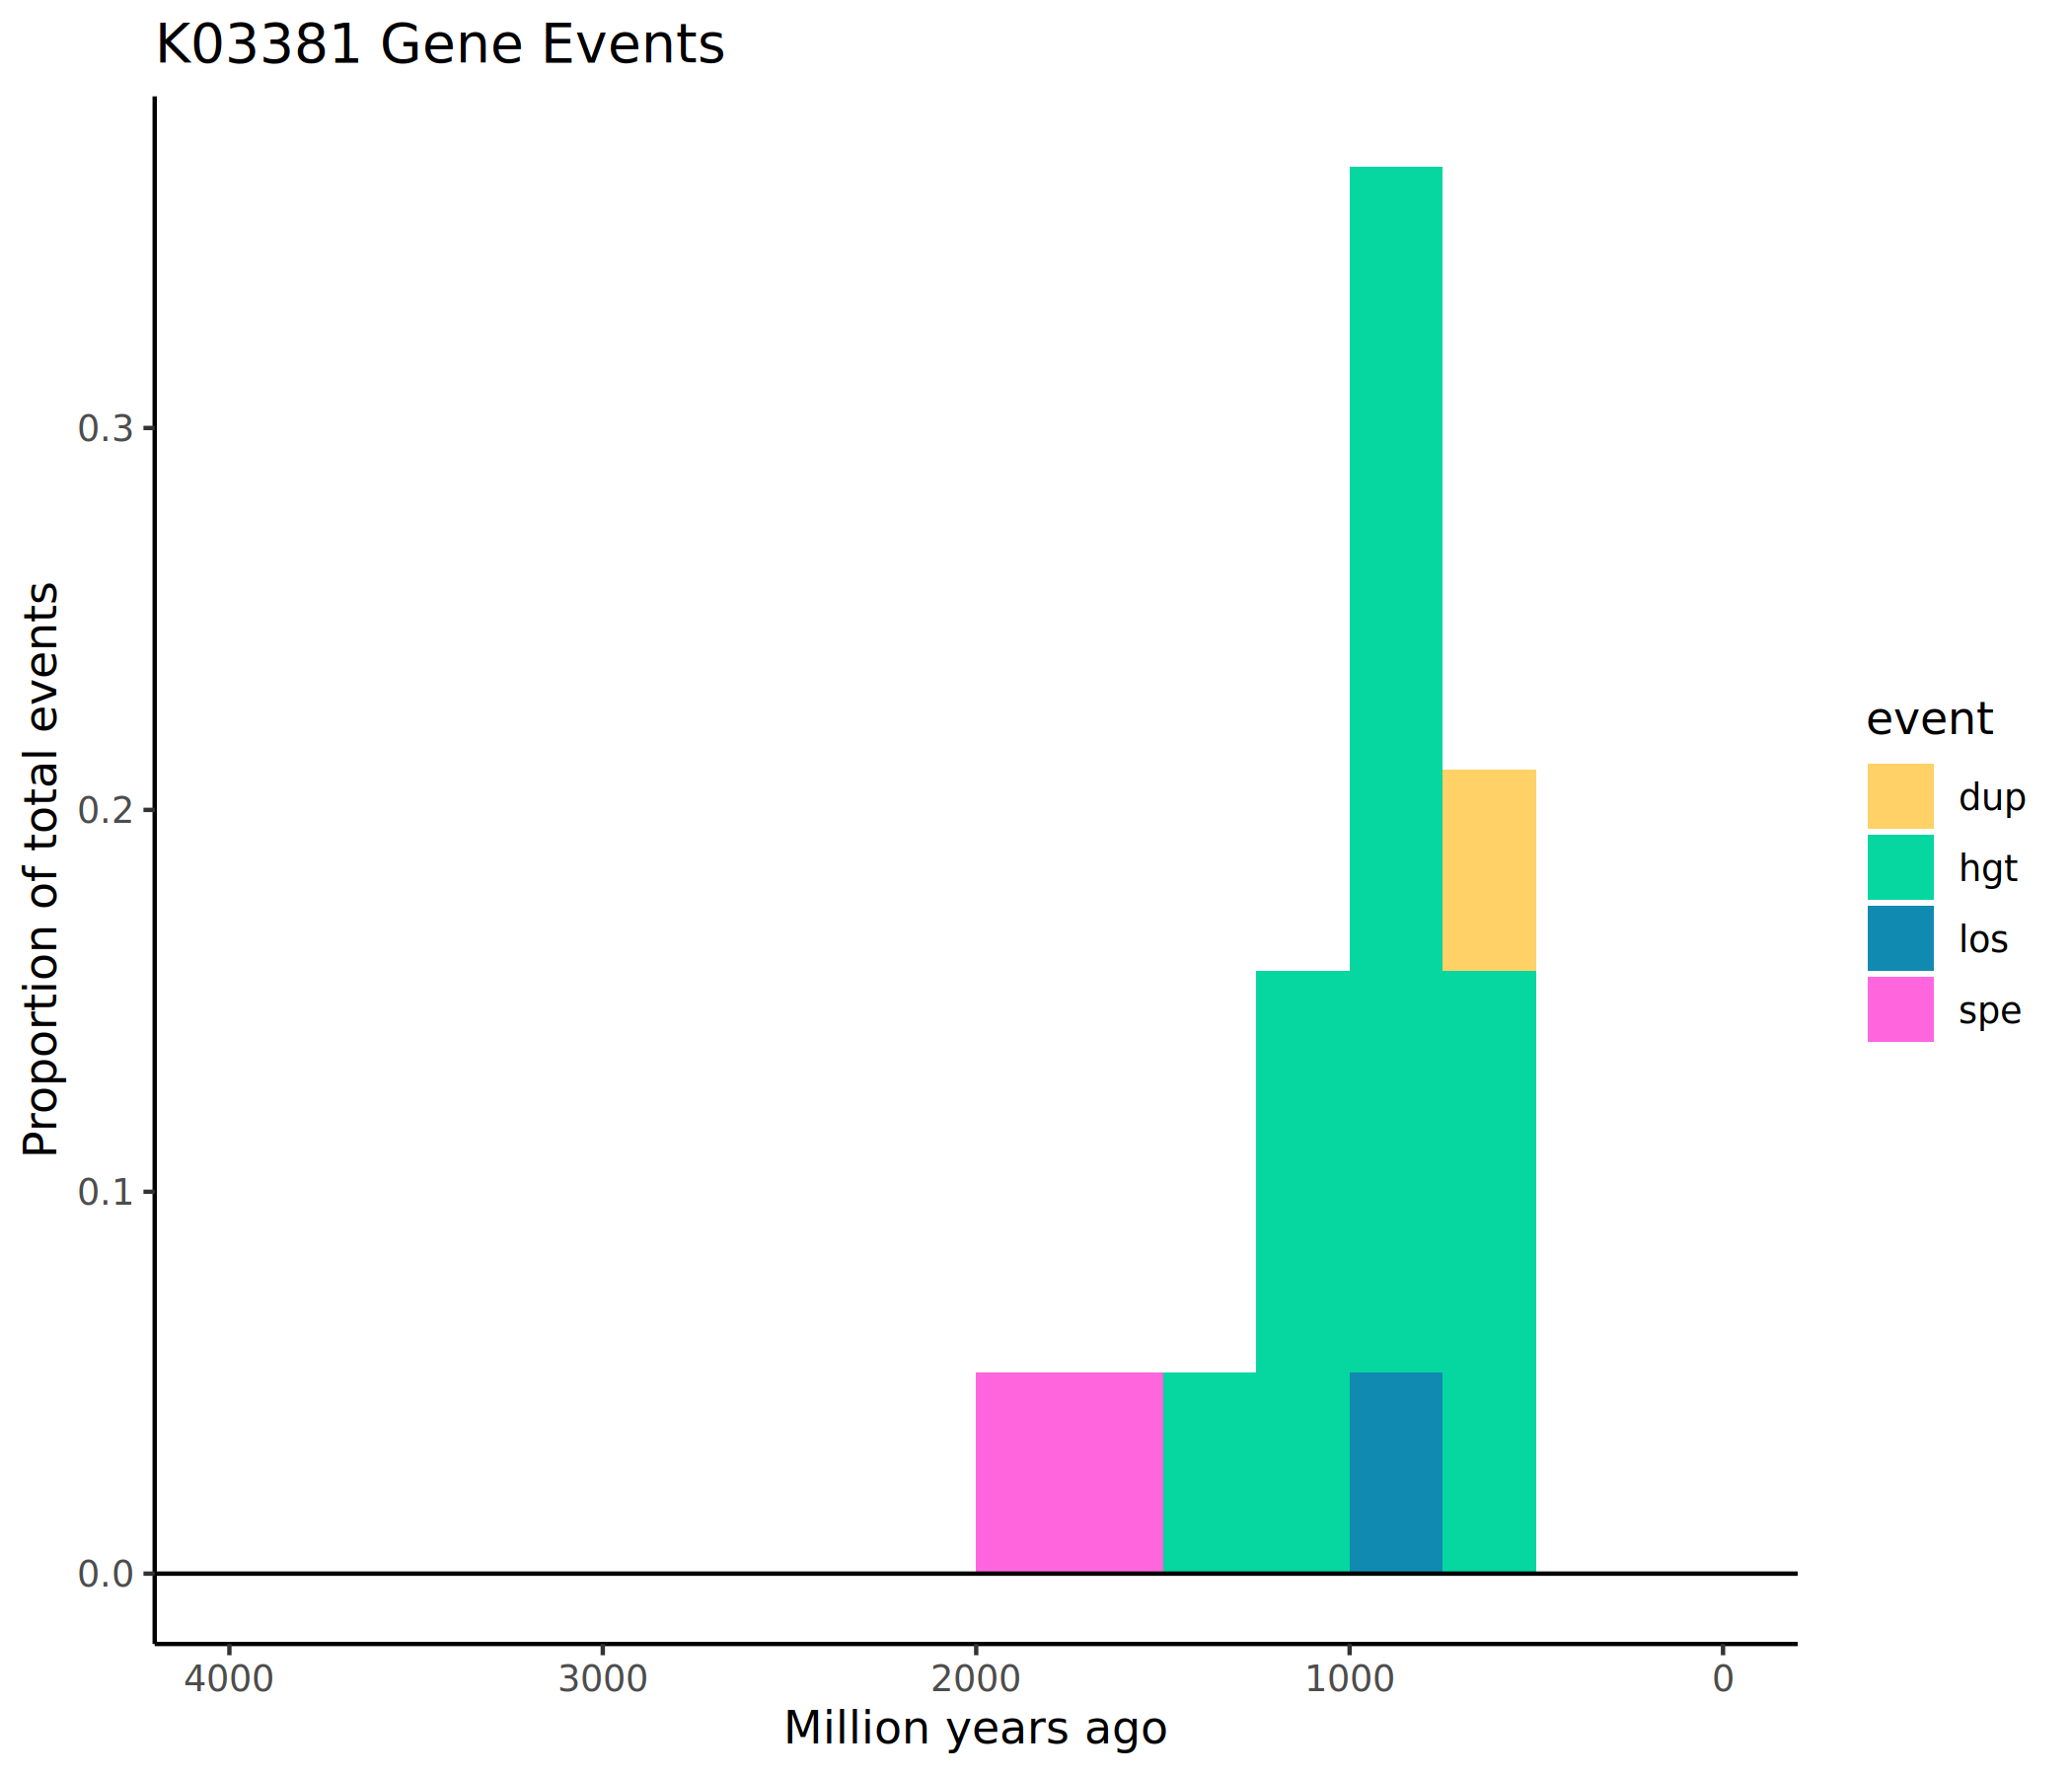 K03381 Gene Events
Proportion of total events
0.3
0.2
0.1
0.0
4000 3000 2000 1000 0
Million years ago
event
dup
hgt
los
spe